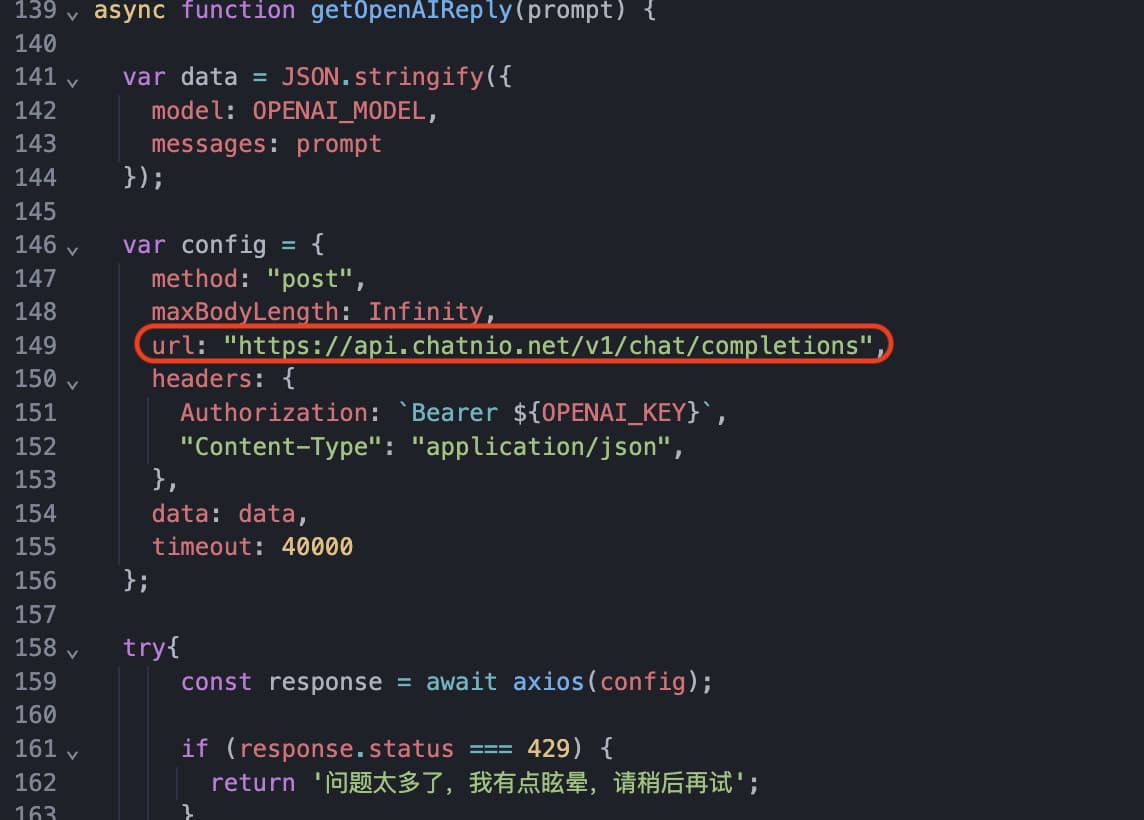 139 async function getOpenAIReply(prompt) {
140
141   var data = JSON.stringify({
142     model: OPENAI_MODEL,
143     messages: prompt
144   });
145
146   var config = {
147     method: "post",
148     maxBodyLength: Infinity,
149     url: "https://api.chatnio.net/v1/chat/completions",
150     headers: {
151       Authorization: `Bearer ${OPENAI_KEY}`,
152       "Content-Type": "application/json",
153     },
154     data: data,
155     timeout: 40000
156   };
157
158   try{
159       const response = await axios(config);
160
161       if (response.status === 429) {
162         return '问题太多了，我有点眩晕，请稍后再试';
163       }